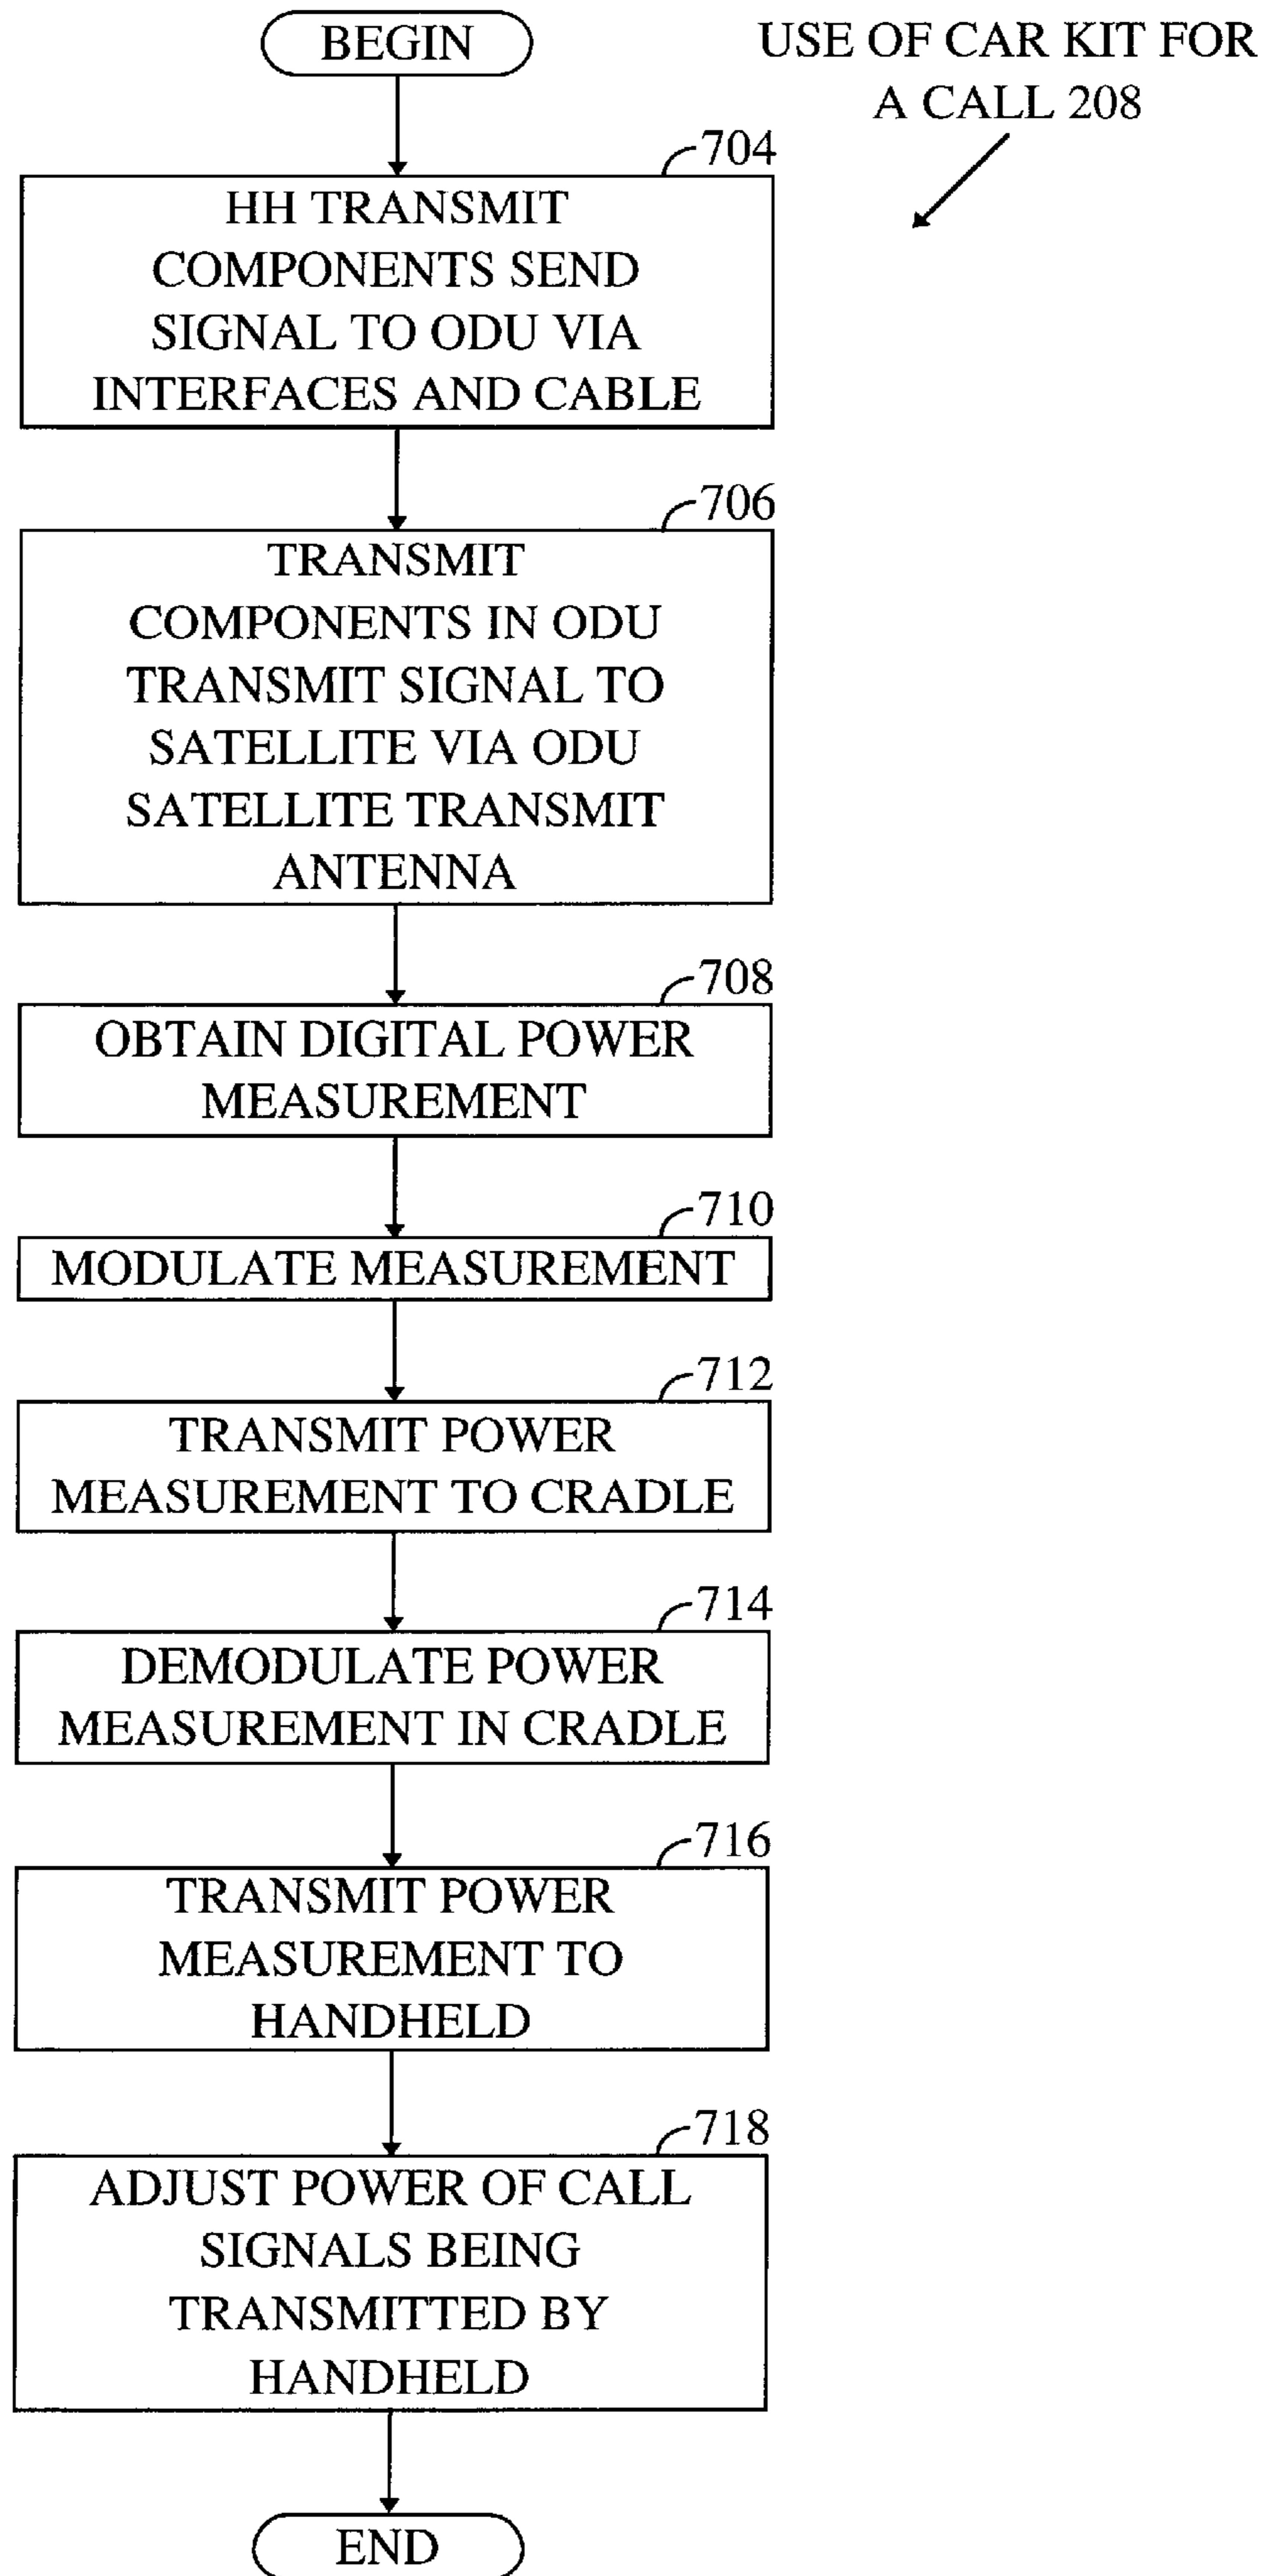 BEGIN
USE OF CAR KIT FOR
A CALL 208
704
HH TRANSMIT
COMPONENTS SEND
SIGNAL TO ODU VIA
INTERFACES AND CABLE
706
TRANSMIT
COMPONENTS IN ODU
TRANSMIT SIGNAL TO
SATELLITE VIA ODU
SATELLITE TRANSMIT
ANTENNA
708
OBTAIN DIGITAL POWER
MEASUREMENT
710
MODULATE MEASUREMENT
712
TRANSMIT POWER
MEASUREMENT TO CRADLE
714
DEMODULATE POWER
MEASUREMENT IN CRADLE
716
TRANSMIT POWER
MEASUREMENT TO
HANDHELD
718
ADJUST POWER OF CALL
SIGNALS BEING
TRANSMITTED BY
HANDHELD
END